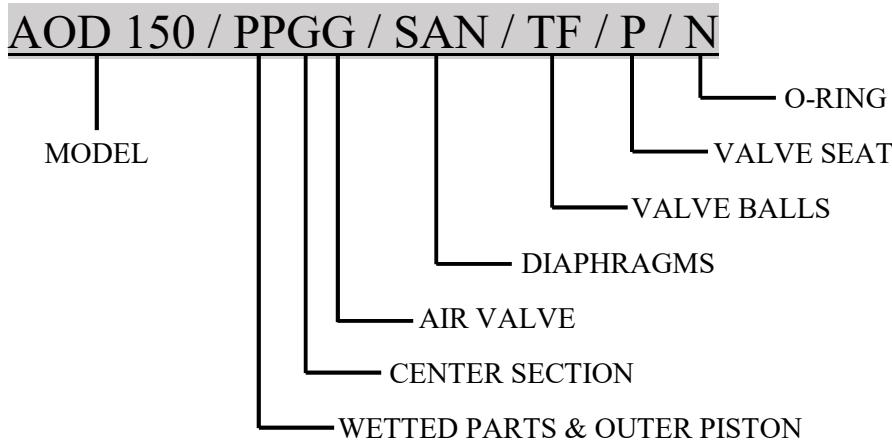 AOD 150 / PPGG / SAN / TF / P / N
O-RING
MODEL
VALVE SEAT
VALVE BALLS
DIAPHRAGMS
AIR VALVE
CENTER SECTION
WETTED PARTS & OUTER PISTON